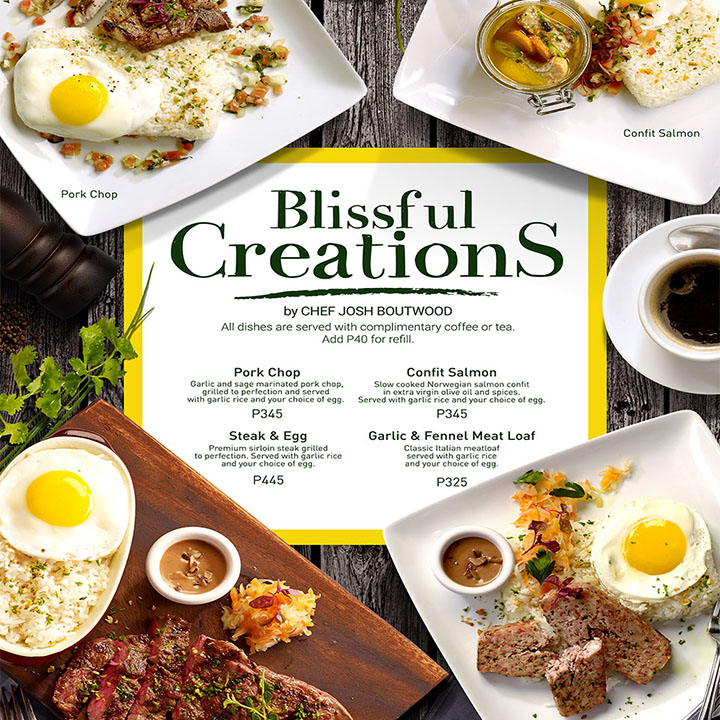 Confit Salmon
Pork Chop
Blissful
CreationS
by CHEF JOSH BOUTWOOD
All dishes are served with complimentary coffee or tea.
Add P40 for refill.
Pork Chop
Garlic and sage marinated pork chop,
grilled to perfection and served
with garlic rice and your choice of egg.
P345
Confit Salmon
Slow cooked Norwegian salmon confit
in extra virgin olive oil and spices.
Served with garlic rice and your choice of egg.
P345
Steak & Egg
Premium sirloin steak grilled
to perfection. Served with garlic rice
and your choice of egg.
P445
Garlic & Fennel Meat Loaf
Classic Italian meatloaf
served with garlic rice
and your choice of egg.
P325